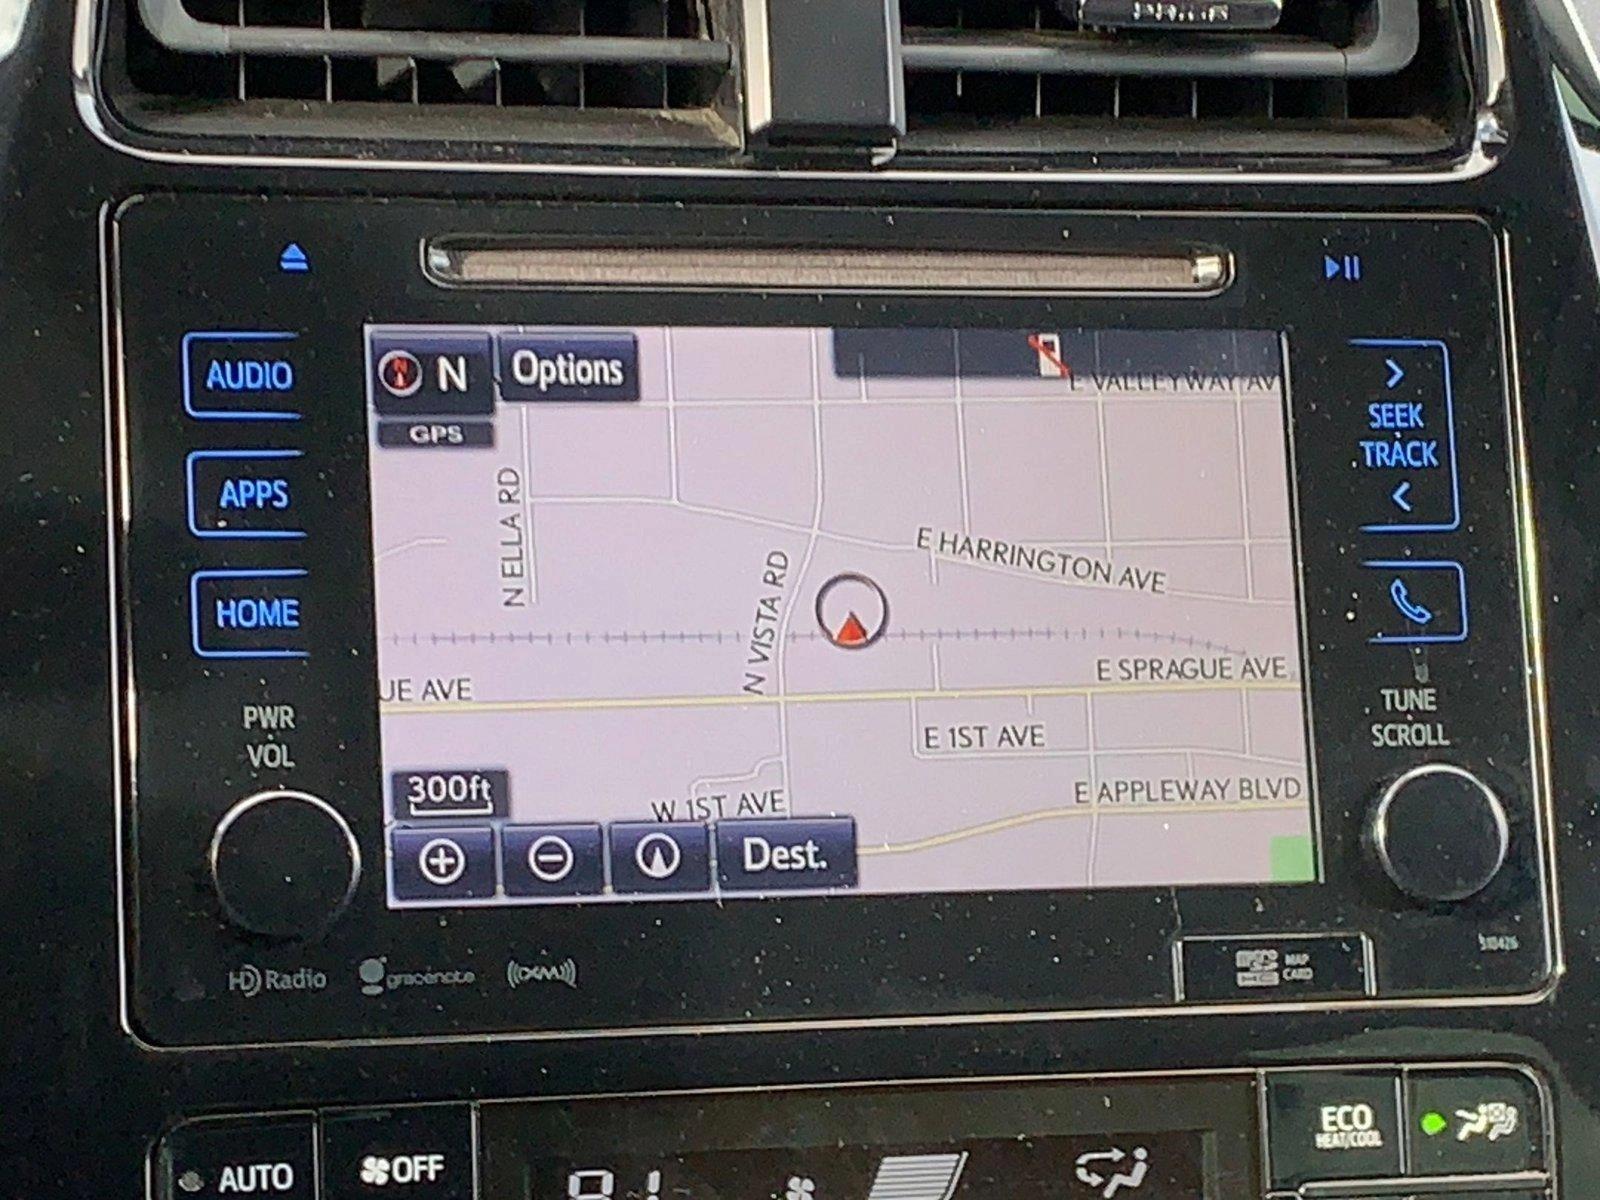 AUDIO
APPS
HOME
PWR
VOL
N
N
Options
GPS
E VALLEYWAY AV
N ELLA RD
N VISTA RD
E HARRINGTON AVE
E SPRAGUE AVE
UE AVE
E 1ST AVE
W 1ST AVE
E APPLEWAY BLVD
300ft
Dest.
SEEK
TRACK
TUNE
SCROLL
HD Radio
gracenote
((XM))
MAP
CARD
AUTO
OFF
ECO
HEAT/COOL